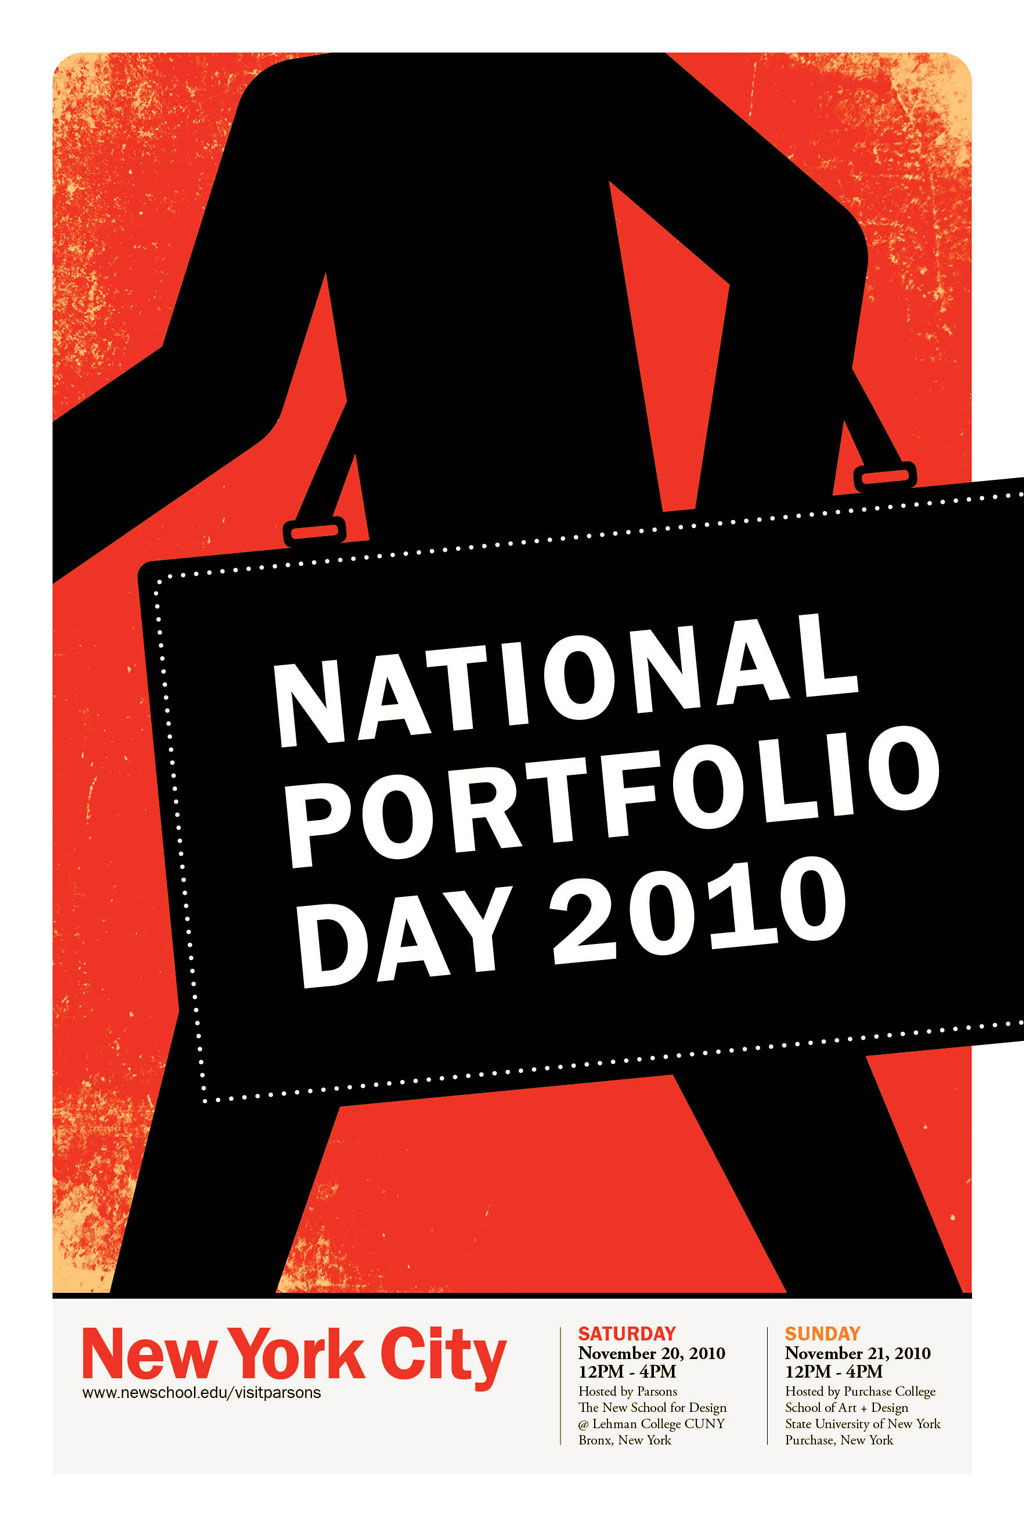 NATIONAL
PORTFOLIO
DAY 2010
New York City
www.newschool.edu/visitparsons
SATURDAY
November 20, 2010
12PM - 4PM
Hosted by Parsons
The New School for Design
@ Lehman College CUNY
Bronx, New York
SUNDAY
November 21, 2010
12PM - 4PM
Hosted by Purchase College
School of Art + Design
State University of New York
Purchase, New York